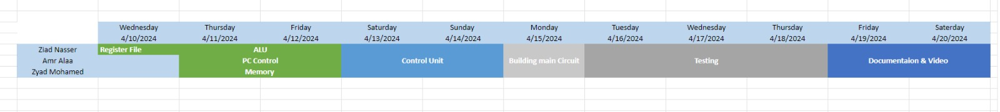 Wednesday Thursday Friday Saturday Sunday Monday Tuesday Wednesday Thursday Friday Saterday
4/10/2024 4/11/2024 4/12/2024 4/13/2024 4/14/2024 4/15/2024 4/16/2024 4/17/2024 4/18/2024 4/19/2024 4/20/2024
Ziad Nasser Register File ALU
Amr Alaa PC Control Control Unit Building main Circuit Testing Documentaion & Video
Zyad Mohamed Memory